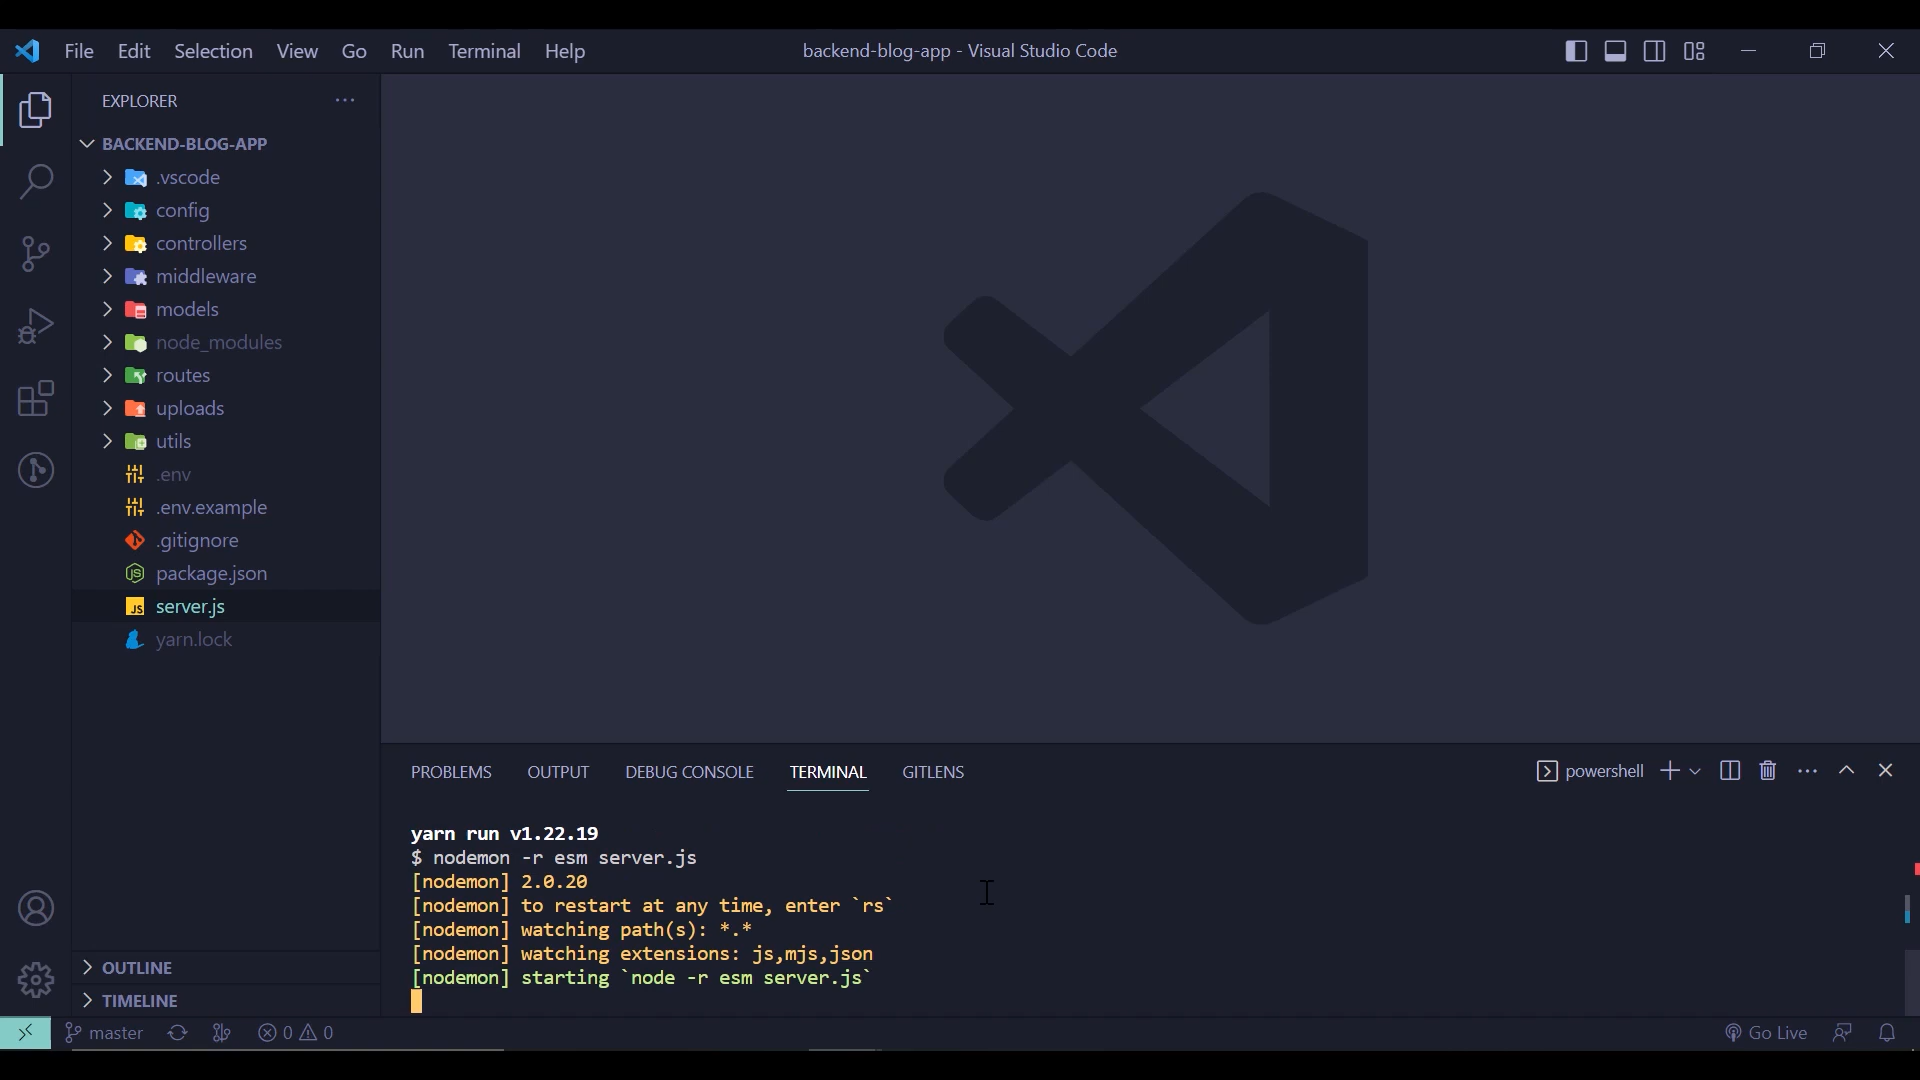 File Edit Selection View Go Run Terminal Help
backend-blog-app - Visual Studio Code
EXPLORER
BACKEND-BLOG-APP
.vscode
config
controllers
middleware
models
node_modules
routes
uploads
utils
.env
.env.example
.gitignore
package.json
JS server.js
yarn.lock
OUTLINE
TIMELINE
PROBLEMS OUTPUT DEBUG CONSOLE TERMINAL GITLENS
powershell
yarn run v1.22.19
$ nodemon -r esm server.js
[nodemon] 2.0.20
[nodemon] to restart at any time, enter `rs`
[nodemon] watching path(s): *.*
[nodemon] watching extensions: js,mjs,json
[nodemon] starting `node -r esm server.js`
master 0 0 Go Live